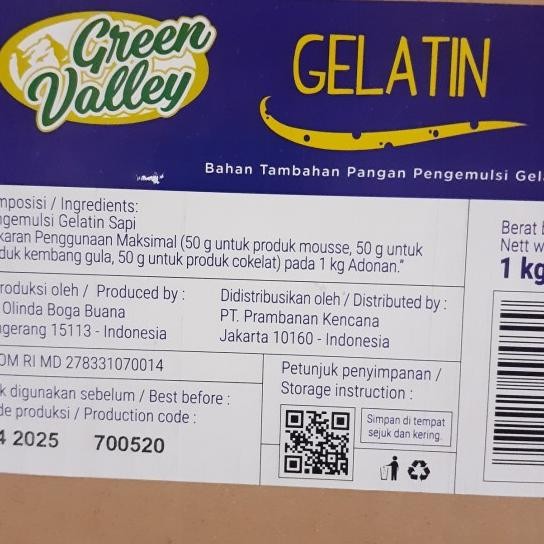 Green
Valley
GELATIN
Bahan Tambahan Pangan Pengemulsi Gel
mposisi / Ingredients:
ngemulsi Gelatin Sapi
karan Penggunaan Maksimal (50 g untuk produk mousse, 50 g untuk
duk kembang gula, 50 g untuk produk cokelat) pada 1 kg Adonan."
Berat
Nett w
1 kg
roduksi oleh / Produced by :
Olinda Boga Buana
ngerang 15113 - Indonesia
Didistribusikan oleh / Distributed by :
PT. Prambanan Kencana
Jakarta 10160 - Indonesia
OM RI MD 278331070014
k digunakan sebelum / Best before :
de produksi / Production code :
4 2025 700520
Petunjuk penyimpanan /
Storage instruction :
Simpan di tempat
sejuk dan kering.